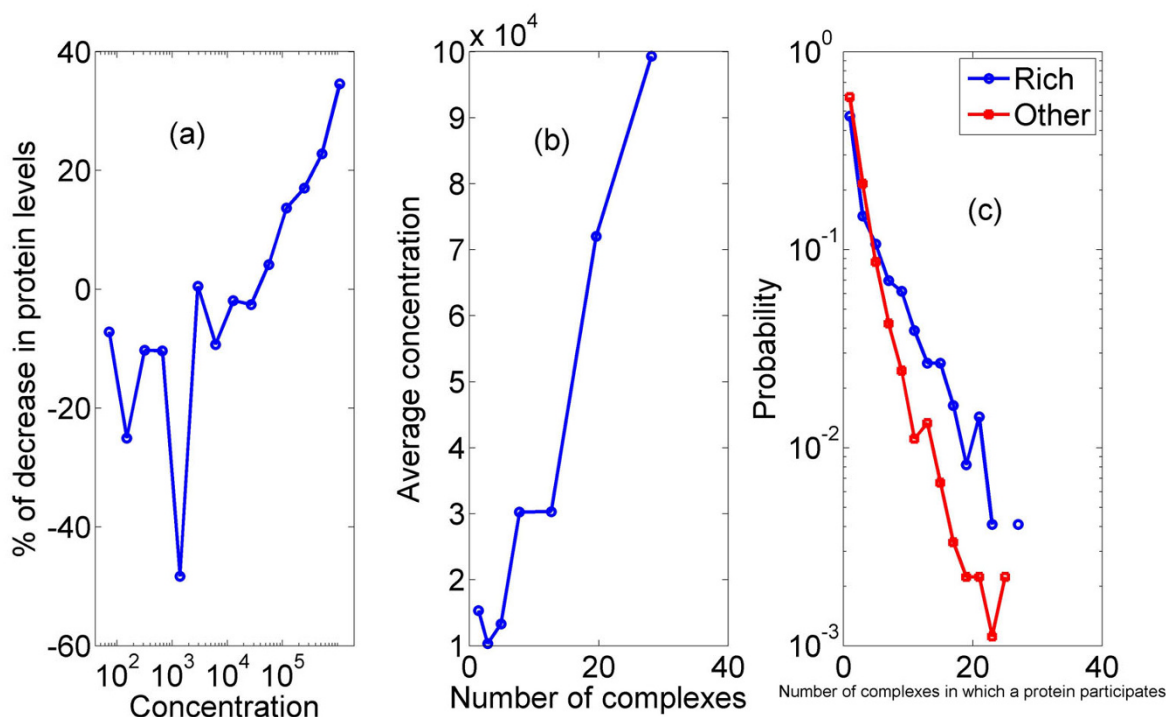 (a)
% of decrease in protein levels
40
20
0
-20
-40
-60
10^2 10^3 10^4 10^5
Concentration
x 10^4
(b)
Average concentration
10
9
8
7
6
5
4
3
2
1
0 20 40
Number of complexes
Rich
Other
(c)
Probability
10^0
10^-1
10^-2
10^-3
0 20 40
Number of complexes in which a protein participates